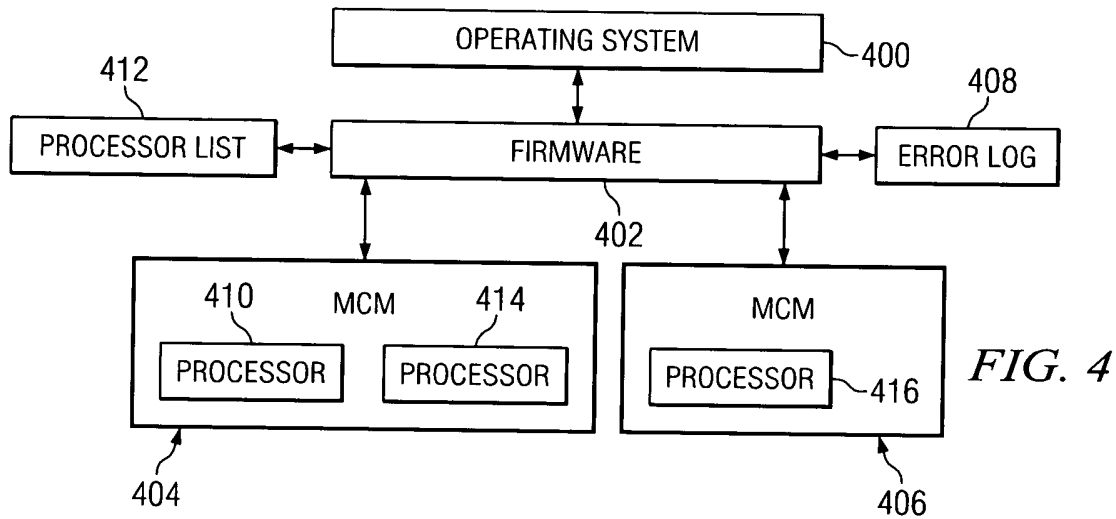 OPERATING SYSTEM
400
412
408
PROCESSOR LIST
FIRMWARE
ERROR LOG
402
MCM
MCM
410
414
PROCESSOR
PROCESSOR
PROCESSOR
416
FIG. 4
404
406